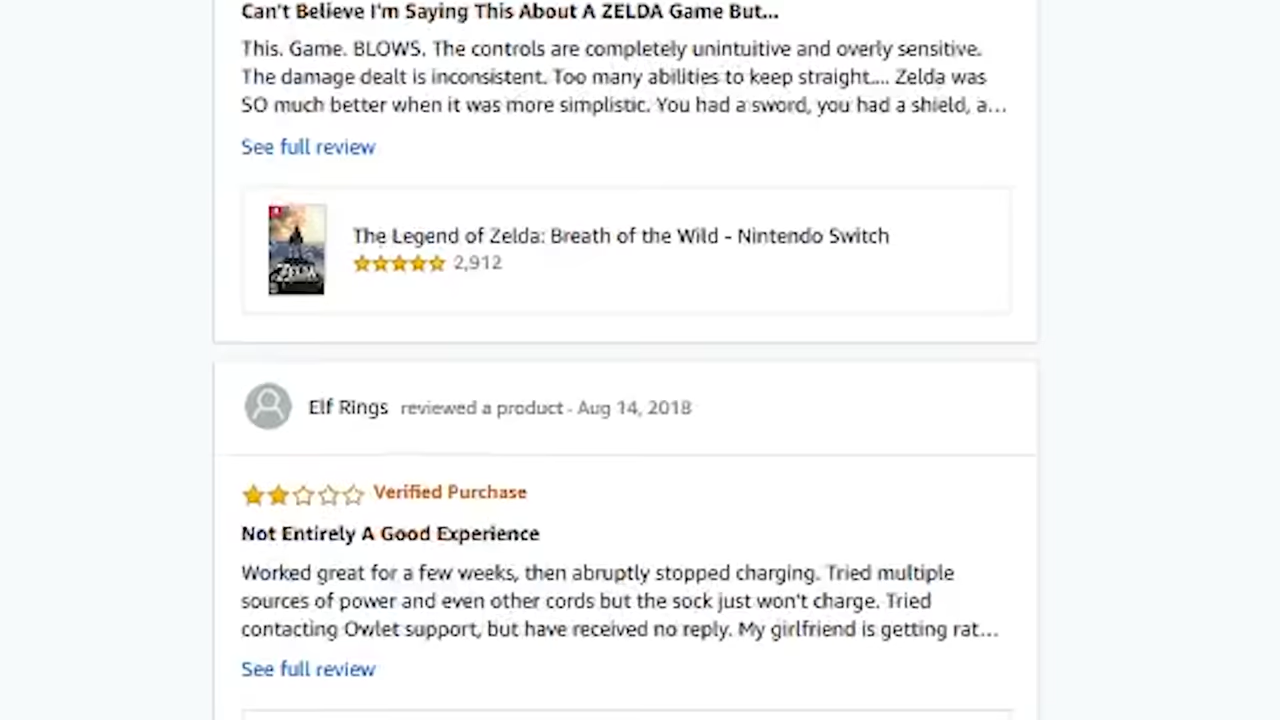 Can't Believe I'm Saying This About A ZELDA Game But...
This. Game. BLOWS. The controls are completely unintuitive and overly sensitive.
The damage dealt is inconsistent. Too many abilities to keep straight.... Zelda was
SO much better when it was more simplistic. You had a sword, you had a shield, a...
See full review
ZELDA
The Legend of Zelda: Breath of the Wild - Nintendo Switch
2,912
Elf Rings reviewed a product - Aug 14, 2018
Verified Purchase
Not Entirely A Good Experience
Worked great for a few weeks, then abruptly stopped charging. Tried multiple
sources of power and even other cords but the sock just won't charge. Tried
contacting Owlet support, but have received no reply. My girlfriend is getting rat...
See full review